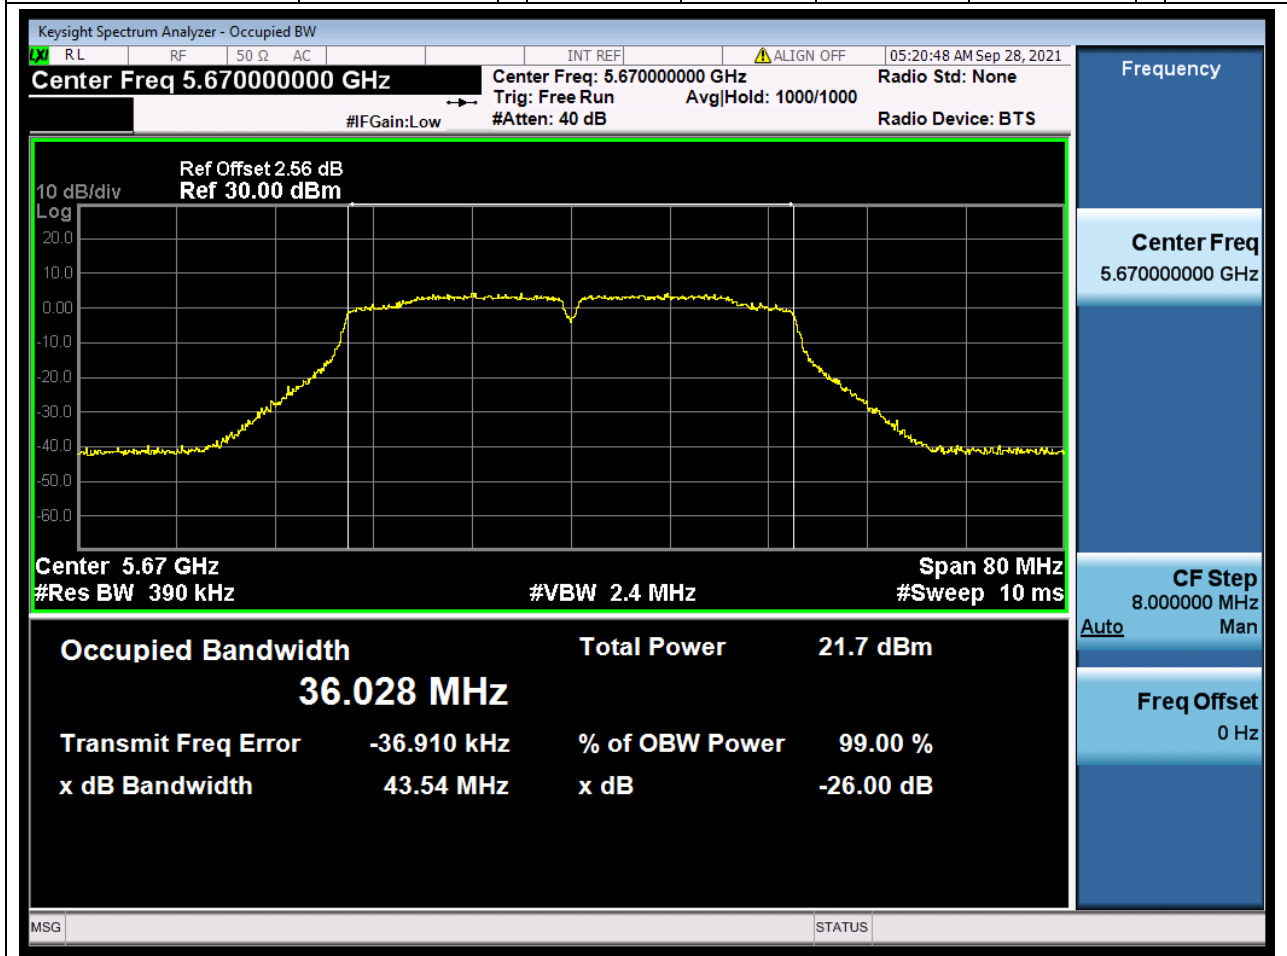 Keysight Spectrum Analyzer - Occupied BW
LXI RL RF 50 Ω AC INT REF ALIGN OFF 05:20:48 AM Sep 28, 2021
Center Freq 5.670000000 GHz
Center Freq: 5.670000000 GHz
Radio Std: None
Trig: Free Run Avg|Hold: 1000/1000
#IFGain:Low
#Atten: 40 dB
Radio Device: BTS
Ref Offset 2.56 dB
10 dB/div Ref 30.00 dBm
Log
20.0
10.0
0.00
-10.0
-20.0
-30.0
-40.0
-50.0
-60.0
Center 5.67 GHz Span 80 MHz
#Res BW 390 kHz #VBW 2.4 MHz #Sweep 10 ms
Occupied Bandwidth Total Power 21.7 dBm
36.028 MHz
Transmit Freq Error -36.910 kHz % of OBW Power 99.00 %
x dB Bandwidth 43.54 MHz x dB -26.00 dB
MSG STATUS
Frequency
Center Freq
5.670000000 GHz
CF Step
8.000000 MHz
Auto Man
Freq Offset
0 Hz